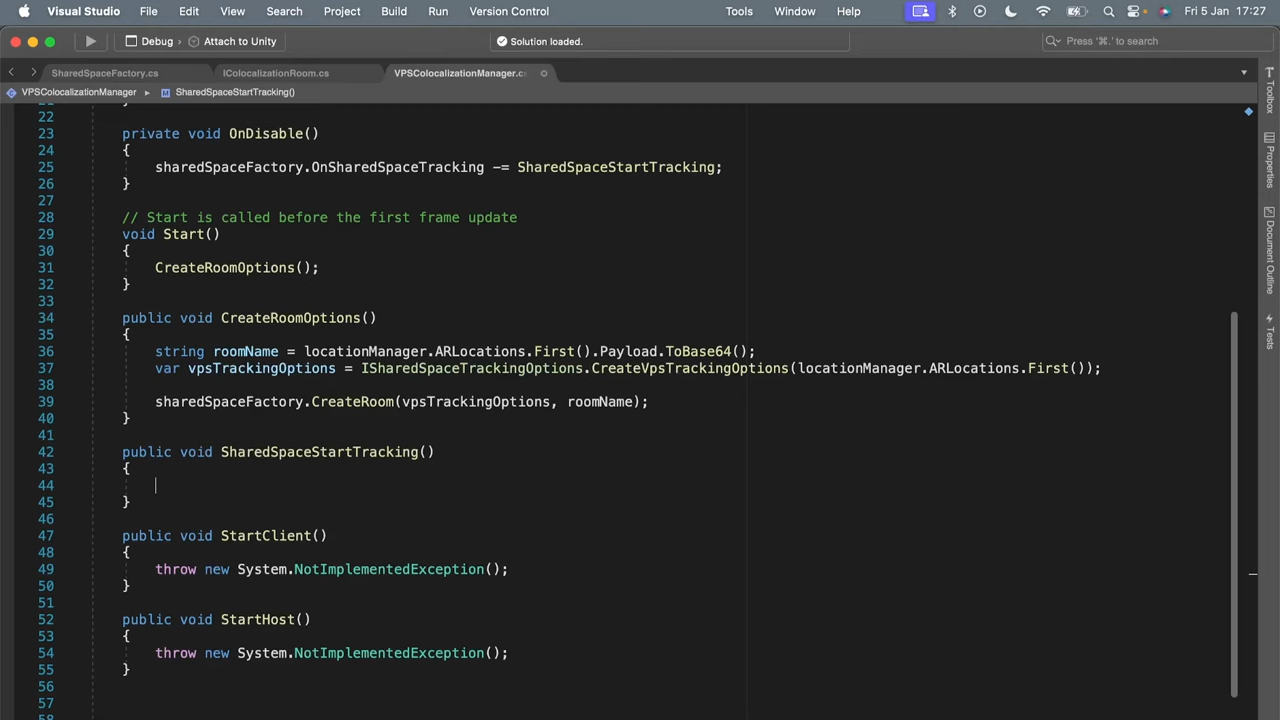 Visual Studio File Edit View Search Project Build Run Version Control Tools Window Help Fri 5 Jan 17:27
Debug Attach to Unity Solution loaded. Press '⌘.' to search
SharedSpaceFactory.cs IColocalizationRoom.cs VPSColocalizationManager.cs
VPSColocalizationManager SharedSpaceStartTracking()
22
23 private void OnDisable()
24 {
25 sharedSpaceFactory.OnSharedSpaceTracking -= SharedSpaceStartTracking;
26 }
27
28 // Start is called before the first frame update
29 void Start()
30 {
31 CreateRoomOptions();
32 }
33
34 public void CreateRoomOptions()
35 {
36 string roomName = locationManager.ARLocations.First().Payload.ToBase64();
37 var vpsTrackingOptions = ISharedSpaceTrackingOptions.CreateVpsTrackingOptions(locationManager.ARLocations.First());
38
39 sharedSpaceFactory.CreateRoom(vpsTrackingOptions, roomName);
40 }
41
42 public void SharedSpaceStartTracking()
43 {
44
45 }
46
47 public void StartClient()
48 {
49 throw new System.NotImplementedException();
50 }
51
52 public void StartHost()
53 {
54 throw new System.NotImplementedException();
55 }
56
57
Toolbox
Properties
Document Outline
Tests